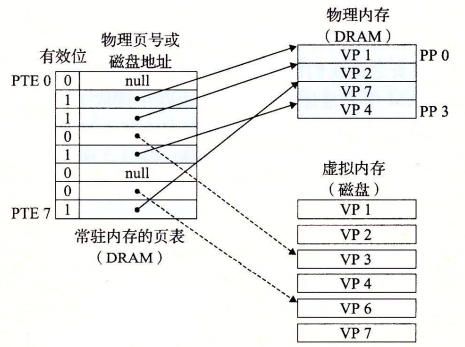 物理页号或
磁盘地址
有效位
PTE 0 0 null
1
1
0
1
0 null
0
PTE 7 1
常驻内存的页表
（DRAM）
物理内存
（DRAM）
VP 1 PP 0
VP 2
VP 7
VP 4 PP 3
虚拟内存
（磁盘）
VP 1
VP 2
VP 3
VP 4
VP 6
VP 7